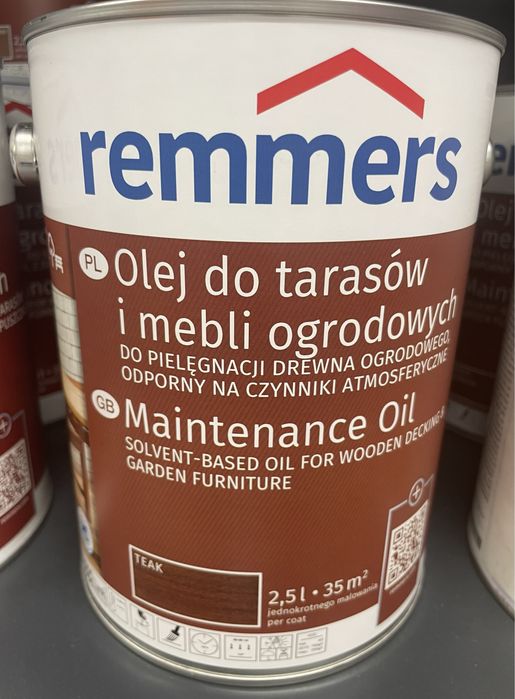 remmers
PL Olej do tarasów
i mebli ogrodowych
DO PIELĘGNACJI DREWNA OGRODOWEGO,
ODPORNY NA CZYNNIKI ATMOSFERYCZNE
GB Maintenance Oil
SOLVENT-BASED OIL FOR WOODEN DECKING &
GARDEN FURNITURE
TEAK
2,5 l · 35 m²
jednokrotnego malowania
per coat